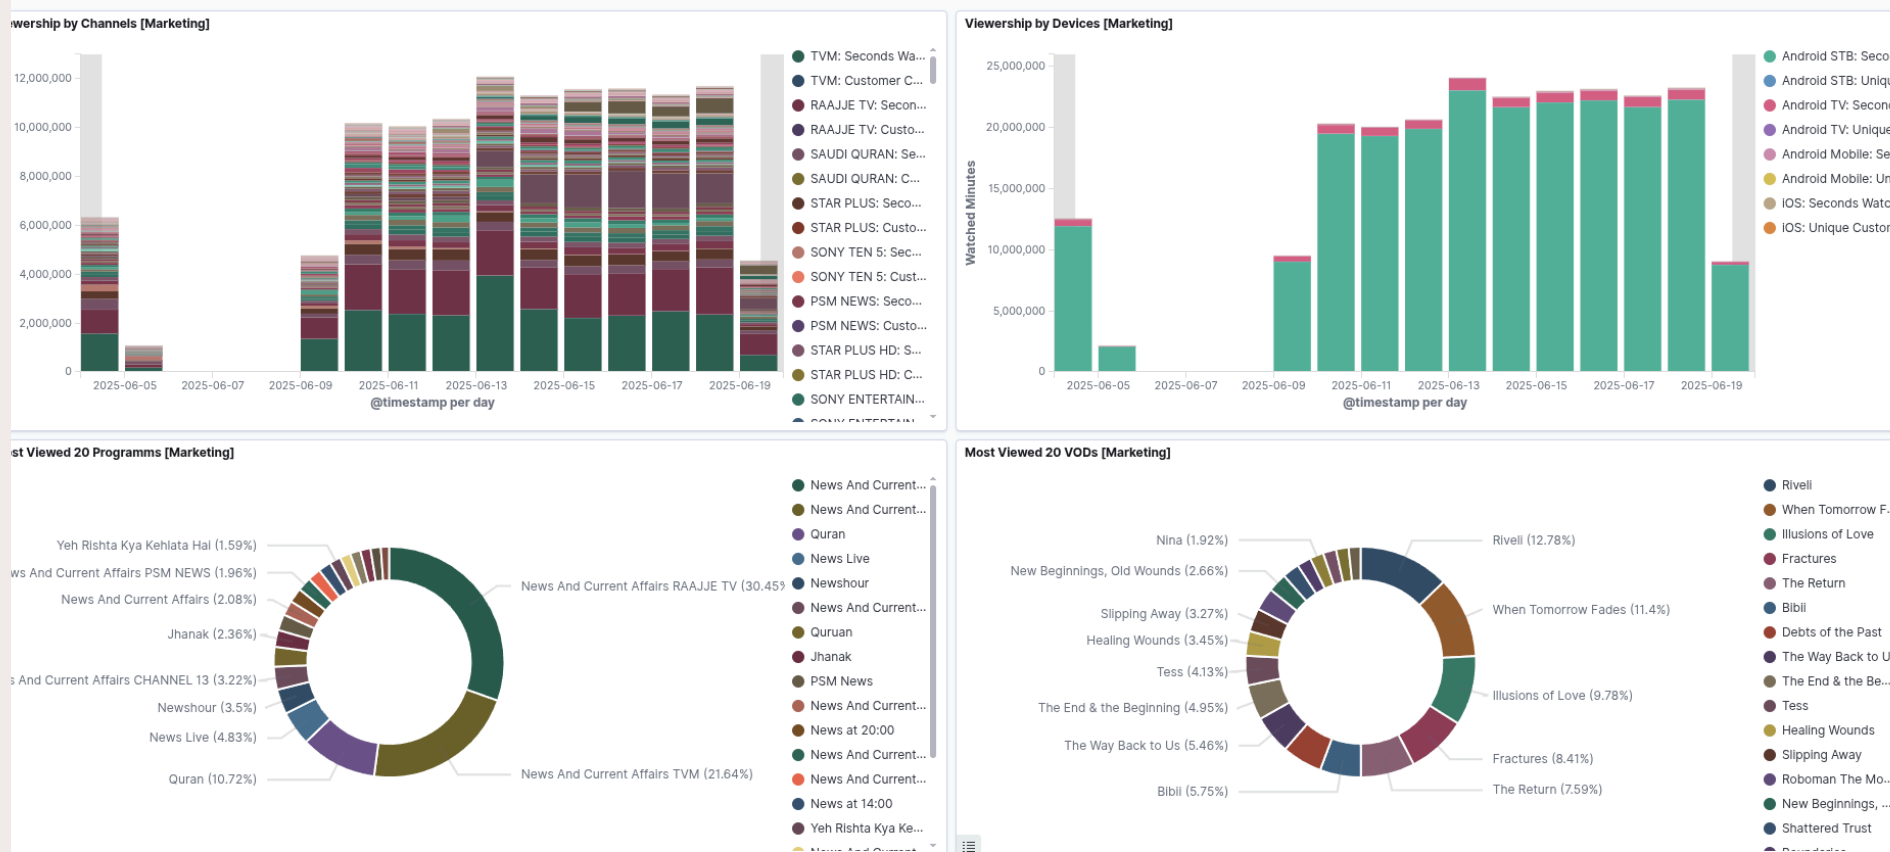 ewership by Channels [Marketing]
12,000,000
10,000,000
8,000,000
6,000,000
4,000,000
2,000,000
0
2025-06-05
2025-06-07
2025-06-09
2025-06-11
2025-06-13
2025-06-15
2025-06-17
2025-06-19
@timestamp per day
TVM: Seconds Wa...
TVM: Customer C...
RAAJJE TV: Secon...
RAAJJE TV: Custo...
SAUDI QURAN: Se...
SAUDI QURAN: C...
STAR PLUS: Seco...
STAR PLUS: Custo...
SONY TEN 5: Sec...
SONY TEN 5: Cust...
PSM NEWS: Seco...
PSM NEWS: Custo...
STAR PLUS HD: S...
STAR PLUS HD: C...
SONY ENTERTAIN...
SONY ENTERTAIN...
Viewership by Devices [Marketing]
Watched Minutes
25,000,000
20,000,000
15,000,000
10,000,000
5,000,000
0
2025-06-05
2025-06-07
2025-06-09
2025-06-11
2025-06-13
2025-06-15
2025-06-17
2025-06-19
@timestamp per day
Android STB: Seco
Android STB: Uniqu
Android TV: Second
Android TV: Unique
Android Mobile: Se
Android Mobile: Un
iOS: Seconds Watc
iOS: Unique Custor
st Viewed 20 Programms [Marketing]
Yeh Rishta Kya Kehlata Hai (1.59%)
ws And Current Affairs PSM NEWS (1.96%)
News And Current Affairs (2.08%)
Jhanak (2.36%)
s And Current Affairs CHANNEL 13 (3.22%)
Newshour (3.5%)
News Live (4.83%)
Quran (10.72%)
News And Current Affairs RAAJJE TV (30.45%
News And Current Affairs TVM (21.64%)
News And Current...
News And Current...
Quran
News Live
Newshour
News And Current...
Quruan
Jhanak
PSM News
News And Current...
News at 20:00
News And Current...
News And Current...
News at 14:00
Yeh Rishta Kya Ke...
News And Current...
Most Viewed 20 VODs [Marketing]
Nina (1.92%)
New Beginnings, Old Wounds (2.66%)
Slipping Away (3.27%)
Healing Wounds (3.45%)
Tess (4.13%)
The End & the Beginning (4.95%)
The Way Back to Us (5.46%)
Bibii (5.75%)
Riveli (12.78%)
When Tomorrow Fades (11.4%)
Illusions of Love (9.78%)
Fractures (8.41%)
The Return (7.59%)
Riveli
When Tomorrow F...
Illusions of Love
Fractures
The Return
Bibii
Debts of the Past
The Way Back to U
The End & the Be...
Tess
Healing Wounds
Slipping Away
Roboman The Mo...
New Beginnings, ...
Shattered Trust